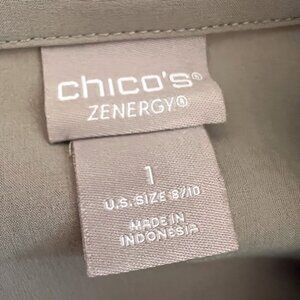 chico's®
ZENERGY®
1
U.S. SIZE 8/10
MADE IN
INDONESIA